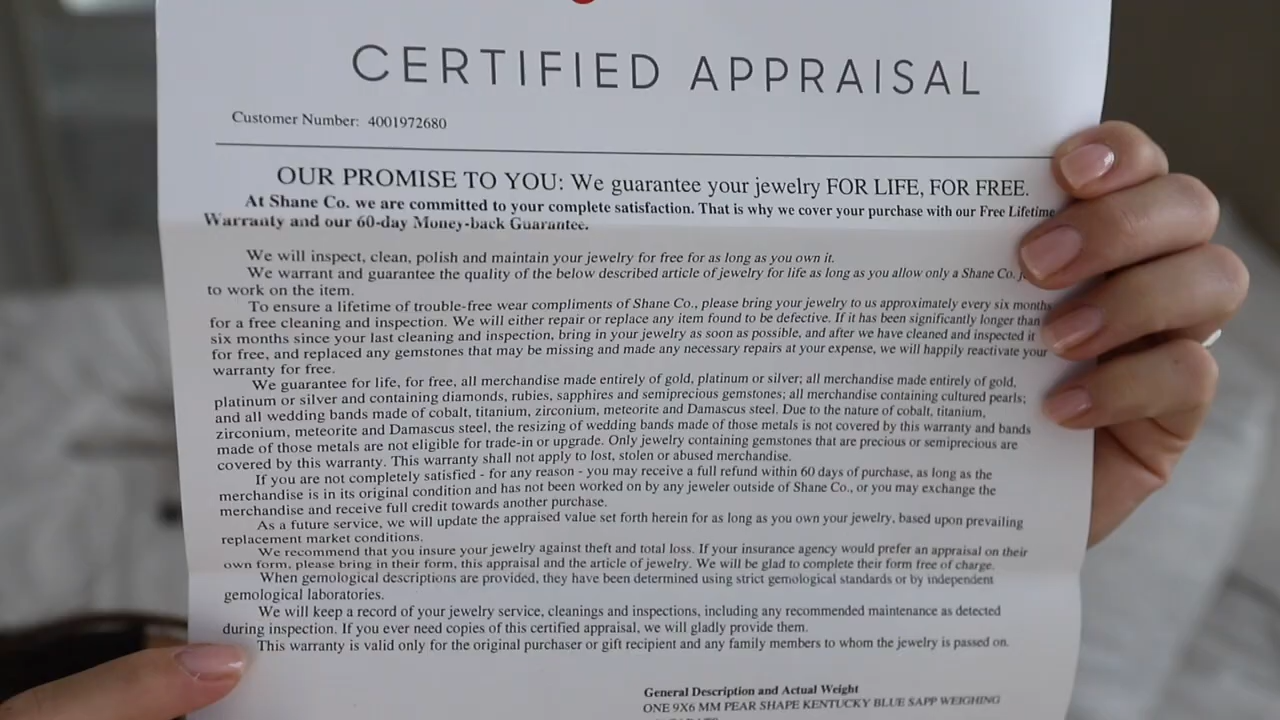 CERTIFIED APPRAISAL
Customer Number: 4001972680
OUR PROMISE TO YOU: We guarantee your jewelry FOR LIFE, FOR FREE.
At Shane Co. we are committed to your complete satisfaction. That is why we cover your purchase with our Free Lifetime
Warranty and our 60-day Money-back Guarantee.
We will inspect, clean, polish and maintain your jewelry for free for as long as you own it.
We warrant and guarantee the quality of the below described article of jewelry for life as long as you allow only a Shane Co.
to work on the item.
To ensure a lifetime of trouble-free wear compliments of Shane Co., please bring your jewelry to us approximately every six months
for a free cleaning and inspection. We will either repair or replace any item found to be defective. If it has been significantly longer than
six months since your last cleaning and inspection, bring in your jewelry as soon as possible, and after we have cleaned and inspected it
for free, and replaced any gemstones that may be missing and made any necessary repairs at your expense, we will happily reactivate your
warranty for free.
We guarantee for life, for free, all merchandise made entirely of gold, platinum or silver; all merchandise made entirely of gold,
platinum or silver and containing diamonds, rubies, sapphires and semiprecious gemstones; all merchandise containing cultured pearls;
and all wedding bands made of cobalt, titanium, zirconium, meteorite and Damascus steel. Due to the nature of cobalt, titanium,
zirconium, meteorite and Damascus steel, the resizing of wedding bands made of those metals is not covered by this warranty and bands
made of those metals are not eligible for trade-in or upgrade. Only jewelry containing gemstones that are precious or semiprecious are
covered by this warranty. This warranty shall not apply to lost, stolen or abused merchandise.
If you are not completely satisfied - for any reason - you may receive a full refund within 60 days of purchase, as long as the
merchandise is in its original condition and has not been worked on by any jeweler outside of Shane Co., or you may exchange the
merchandise and receive full credit towards another purchase.
As a future service, we will update the appraised value set forth herein for as long as you own your jewelry, based upon prevailing
replacement market conditions.
We recommend that you insure your jewelry against theft and total loss. If your insurance agency would prefer an appraisal on their
own form, please bring in their form, this appraisal and the article of jewelry. We will be glad to complete their form free of charge.
When gemological descriptions are provided, they have been determined using strict gemological standards or by independent
gemological laboratories.
We will keep a record of your jewelry service, cleanings and inspections, including any recommended maintenance as detected
during inspection. If you ever need copies of this certified appraisal, we will gladly provide them.
This warranty is valid only for the original purchaser or gift recipient and any family members to whom the jewelry is passed on.
General Description and Actual Weight
ONE 9X6 MM PEAR SHAPE KENTUCKY BLUE SAPP WEIGHING